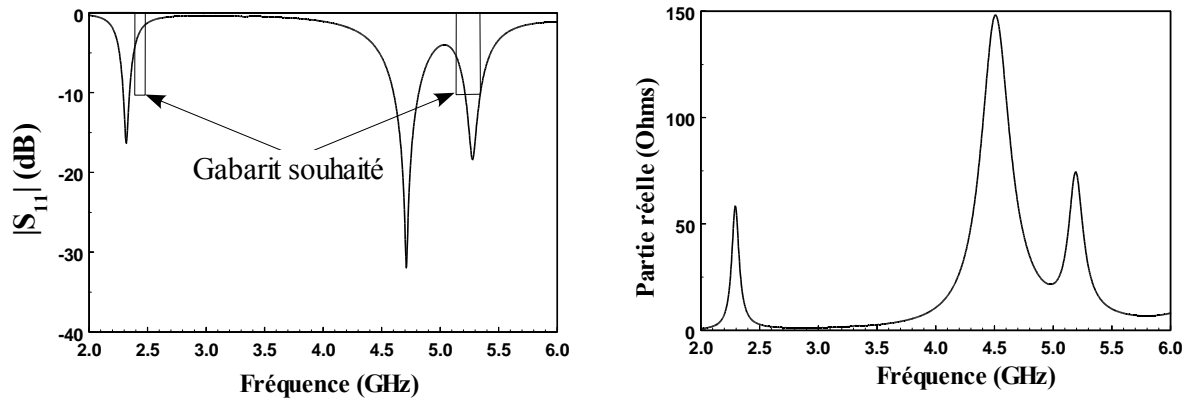 0
-10
-20
-30
-40
|S11| (dB)
Gabarit souhaité
2.0 2.5 3.0 3.5 4.0 4.5 5.0 5.5 6.0
Fréquence (GHz)
150
100
50
0
Partie réelle (Ohms)
2.0 2.5 3.0 3.5 4.0 4.5 5.0 5.5 6.0
Fréquence (GHz)